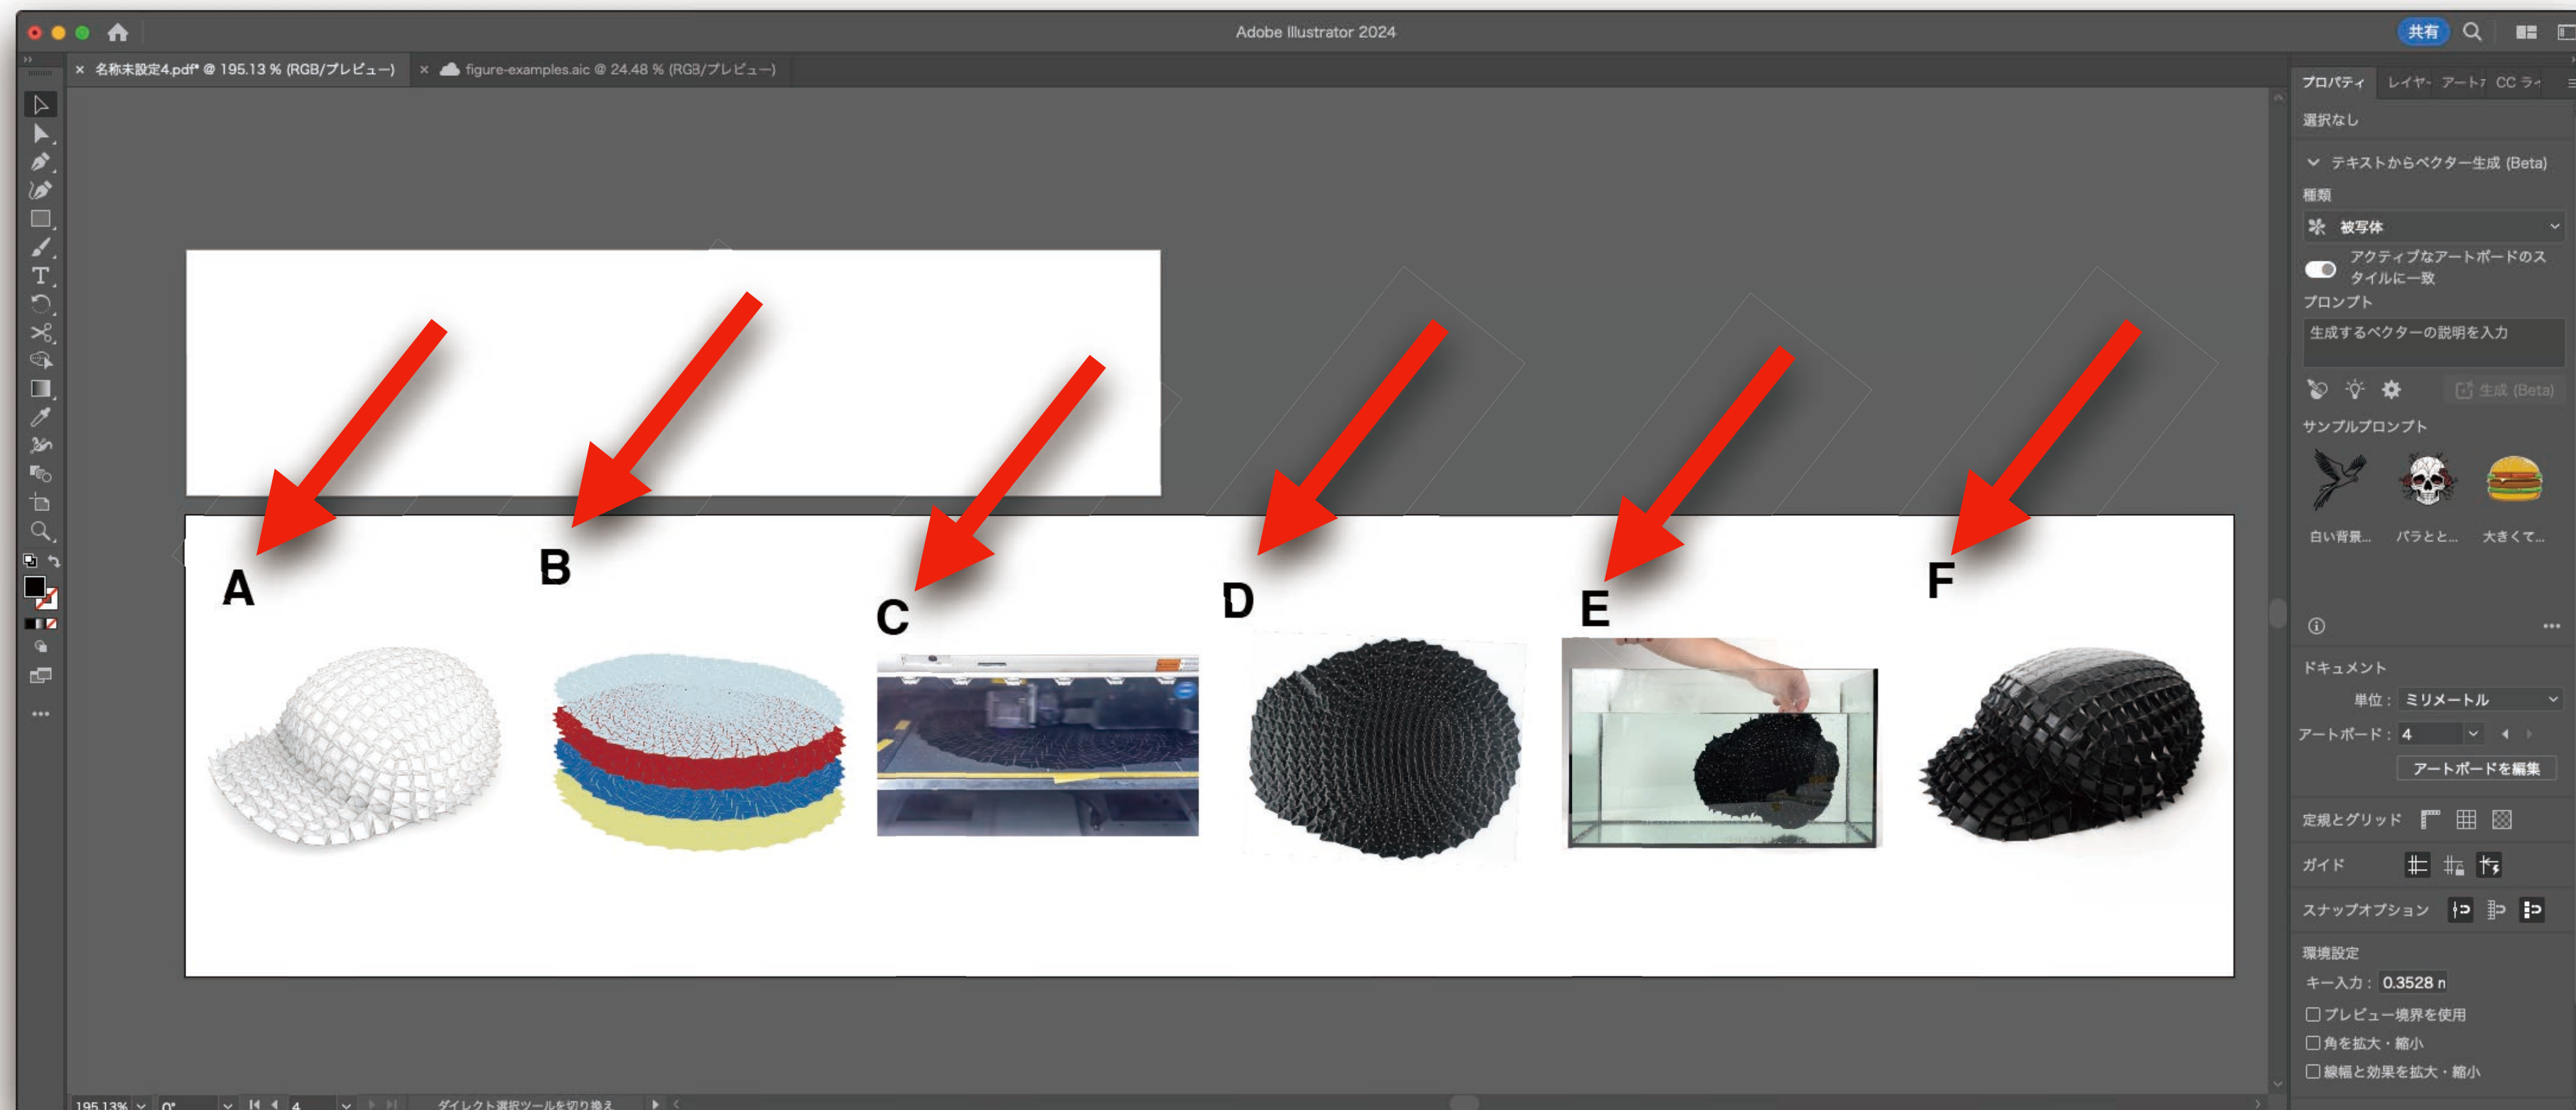 Adobe Illustrator 2024
共有
× 名称未設定4.pdf* @ 195.13 % (RGB/プレビュー)
× figure-examples.aic @ 24.48 % (RGB/プレビュー)
プロパティ
レイヤー
CC ライ
選択なし
テキストからベクター生成 (Beta)
種類
被写体
アクティブなアートボードのス
タイルに一致
プロンプト
生成するベクターの説明を入力
生成 (Beta)
サンプルプロンプト
白い背景...
バラとと...
大きくて...
A
B
C
D
E
F
ドキュメント
単位 : ミリメートル
アートボード : 4
アートボードを編集
定規とグリッド
ガイド
スナップオプション
環境設定
キー入力 : 0.3528 n
プレビュー境界を使用
角を拡大・縮小
線幅と効果を拡大・縮小
195.13%
0°
4
ダイレクト選択ツールを切り換え